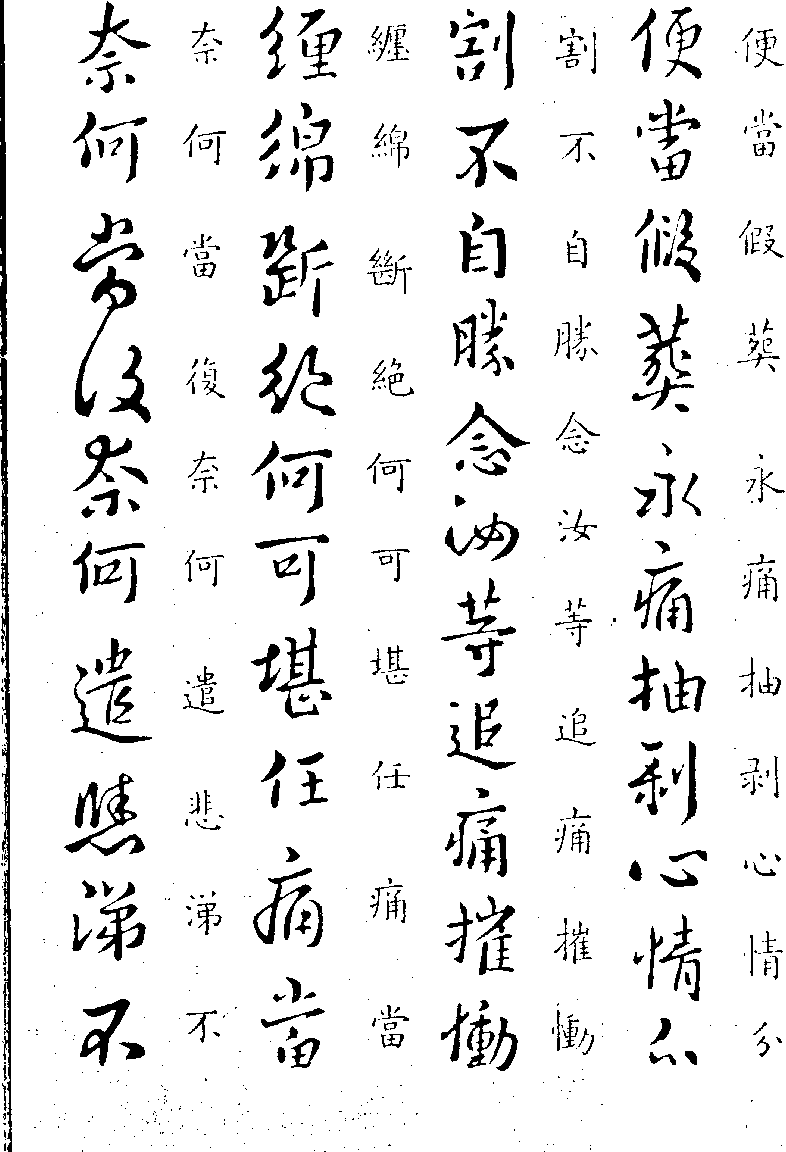 便當假葬永痛抽剥心情分
便當假葬永痛抽剥心情分
割不自勝念汝等追痛摧慟
割不自勝念汝等追痛摧慟
纏綿斷絶何可堪任痛當
纏綿斷絶何可堪任痛當
奈何當復奈何遣悲涕不
奈何當復奈何遣悲涕不